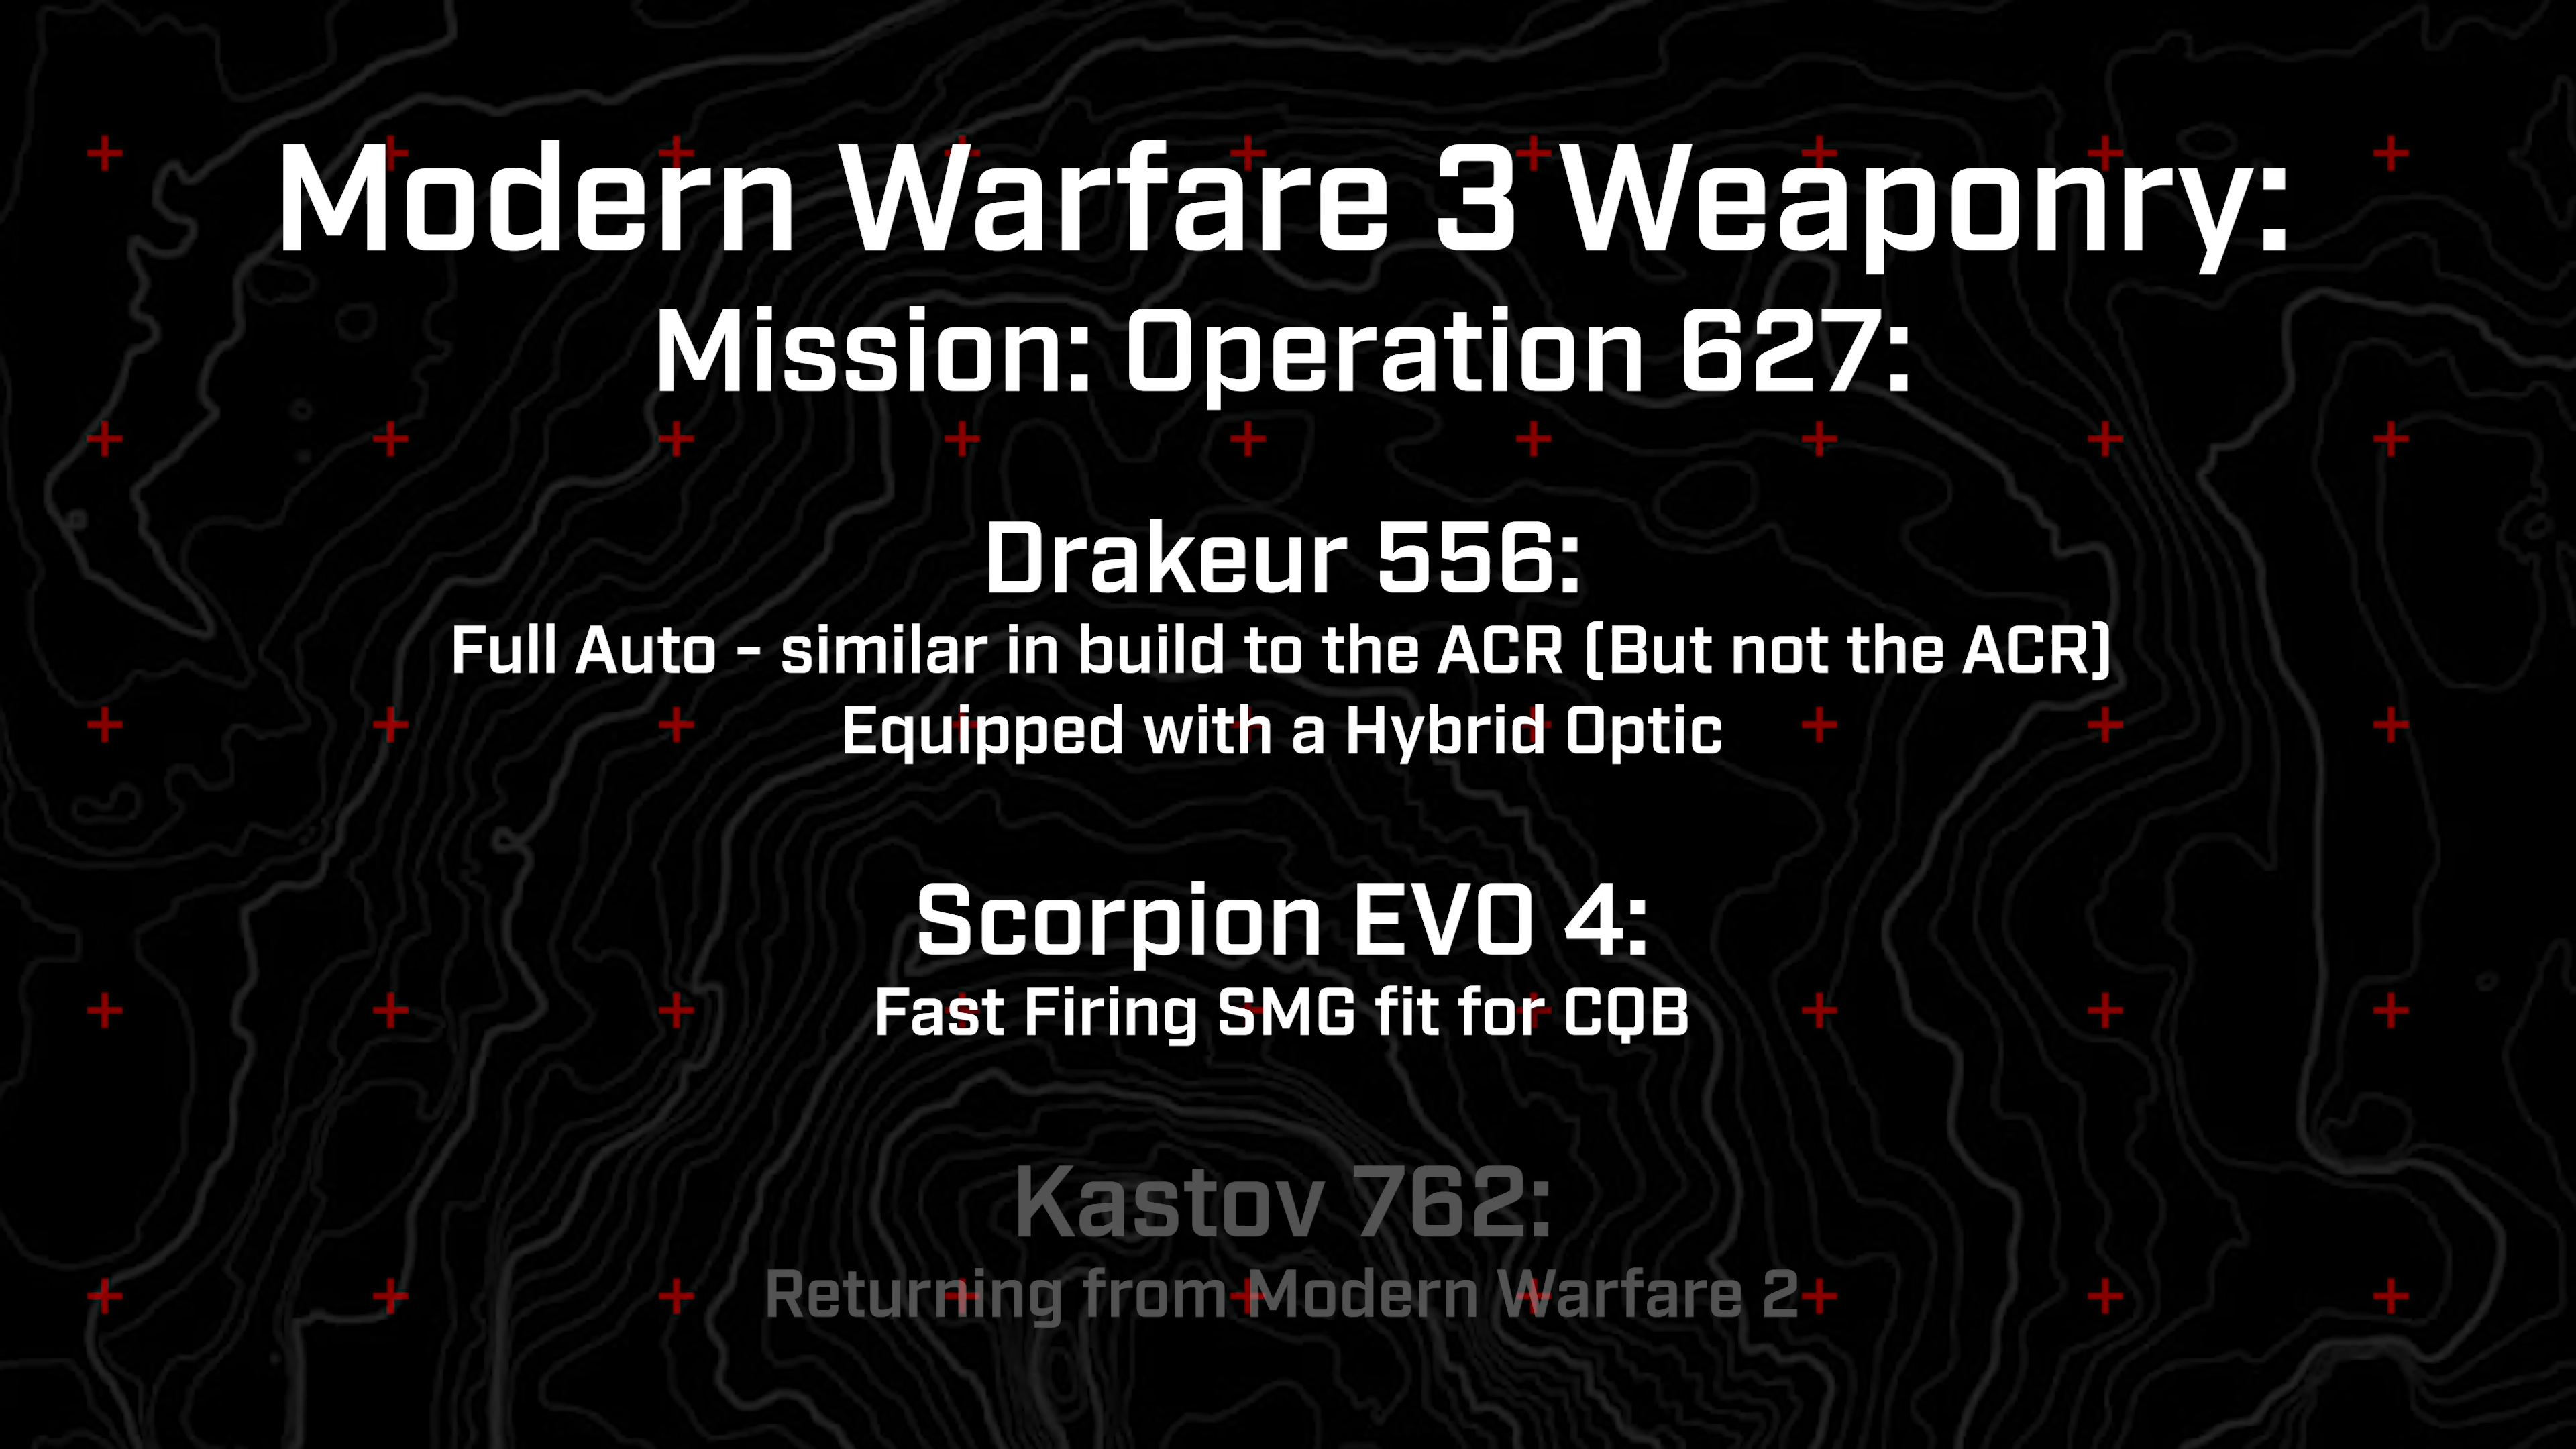 Modern Warfare 3 Weaponry:
Mission: Operation 627:
Drakeur 556:
Full Auto - similar in build to the ACR (But not the ACR)
Equipped with a Hybrid Optic
Scorpion EVO 4:
Fast Firing SMG fit for CQB
Kastov 762:
Returning from Modern Warfare 2